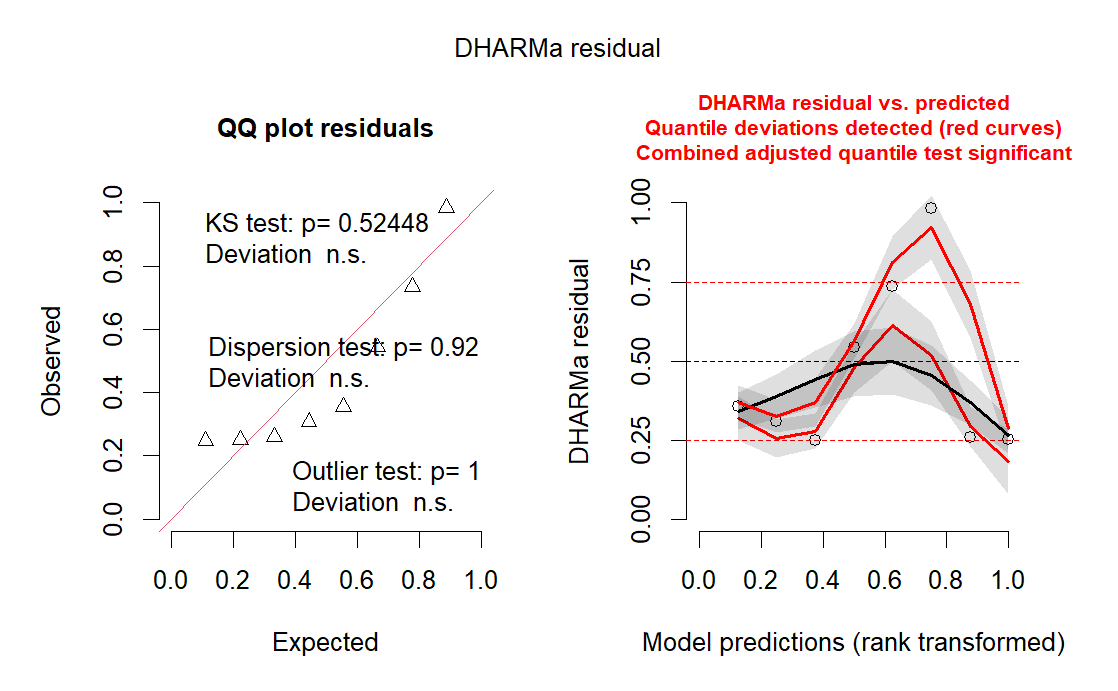 DHARMa residual
QQ plot residuals
KS test: p= 0.52448
Deviation n.s.
Dispersion test: p= 0.92
Deviation n.s.
Outlier test: p= 1
Deviation n.s.
Observed
0.0 0.2 0.4 0.6 0.8 1.0
0.0 0.2 0.4 0.6 0.8 1.0
Expected
DHARMa residual vs. predicted
Quantile deviations detected (red curves)
Combined adjusted quantile test significant
DHARMa residual
0.00 0.25 0.50 0.75 1.00
0.0 0.2 0.4 0.6 0.8 1.0
Model predictions (rank transformed)